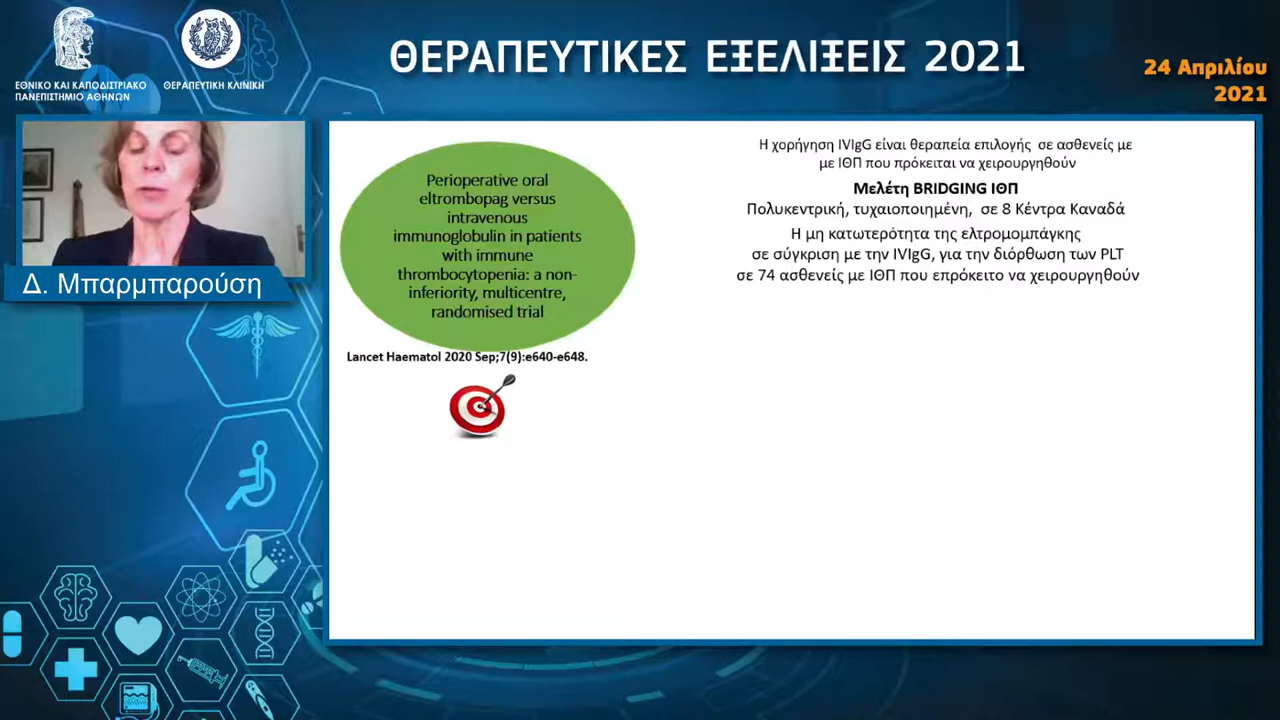 ΕΘΝΙΚΟ ΚΑΙ ΚΑΠΟΔΙΣΤΡΙΑΚΟ
ΠΑΝΕΠΙΣΤΗΜΙΟ ΑΘΗΝΩΝ
ΘΕΡΑΠΕΥΤΙΚΗ ΚΛΙΝΙΚΗ
ΘΕΡΑΠΕΥΤΙΚΕΣ ΕΞΕΛΙΞΕΙΣ 2021
24 Απριλίου
2021
Δ. Μπαρμπαρούση
Perioperative oral
eltrombopag versus
intravenous
immunoglobulin in patients
with immune
thrombocytopenia: a non-
inferiority, multicentre,
randomised trial
Lancet Haematol 2020 Sep;7(9):e640-e648.
Η χορήγηση IVIgG είναι θεραπεία επιλογής σε ασθενείς με
με ΙΘΠ που πρόκειται να χειρουργηθούν
Μελέτη BRIDGING ΙΘΠ
Πολυκεντρική, τυχαιοποιημένη, σε 8 Κέντρα Καναδά
Η μη κατωτερότητα της ελτρομομπάγκης
σε σύγκριση με την IVIgG, για την διόρθωση των PLT
σε 74 ασθενείς με ΙΘΠ που επρόκειτο να χειρουργηθούν